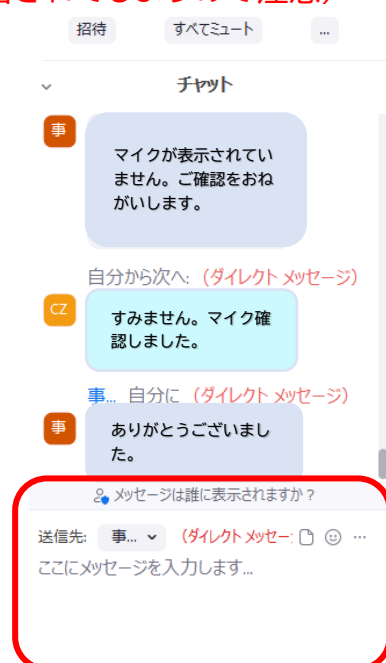 招待 すべてミュート ...
チャット
事
マイクが表示されてい
ません。ご確認をおね
がいします。
自分から次へ: (ダイレクト メッセージ)
CZ
すみません。マイク確
認しました。
事... 自分に (ダイレクト メッセージ)
事
ありがとうございまし
た。
メッセージは誰に表示されますか？
送信先: 事... (ダイレクト メッセー
ここにメッセージを入力します...